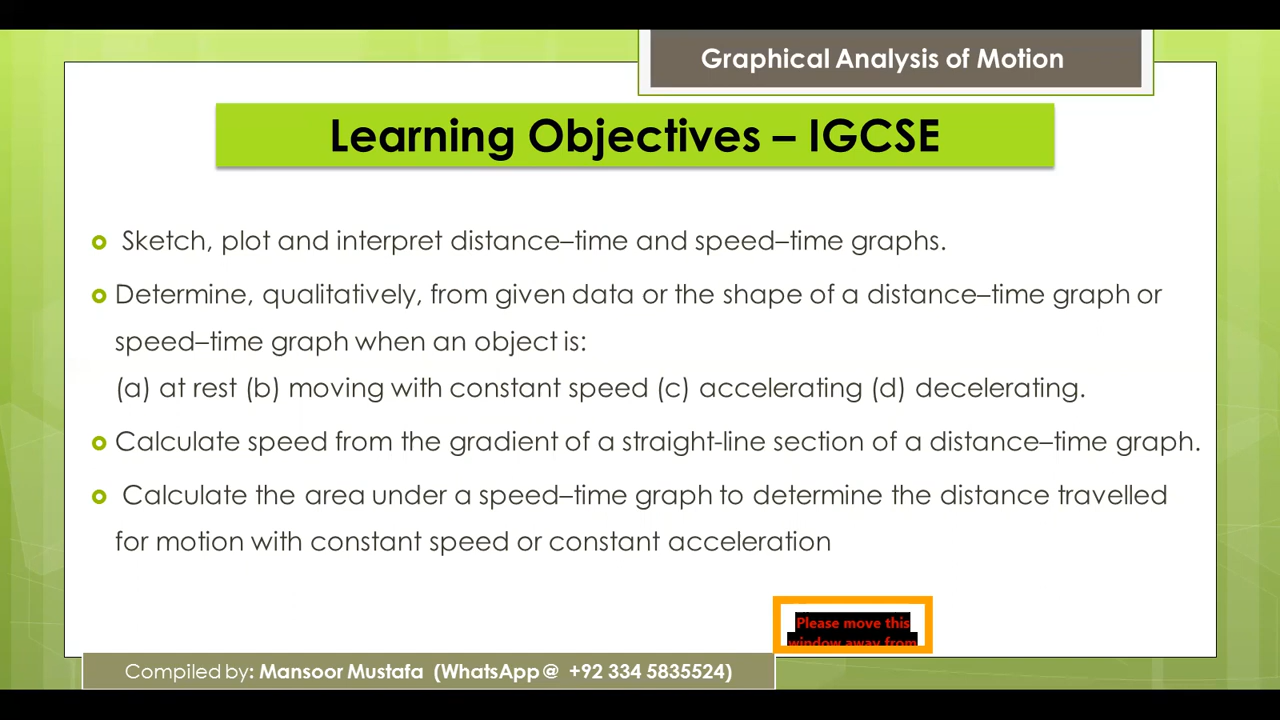 Graphical Analysis of Motion
Learning Objectives – IGCSE
Sketch, plot and interpret distance–time and speed–time graphs.
Determine, qualitatively, from given data or the shape of a distance–time graph or
speed–time graph when an object is:
(a) at rest (b) moving with constant speed (c) accelerating (d) decelerating.
Calculate speed from the gradient of a straight-line section of a distance–time graph.
Calculate the area under a speed–time graph to determine the distance travelled
for motion with constant speed or constant acceleration
Please move this
window away from
Compiled by: Mansoor Mustafa (WhatsApp @ +92 334 5835524)